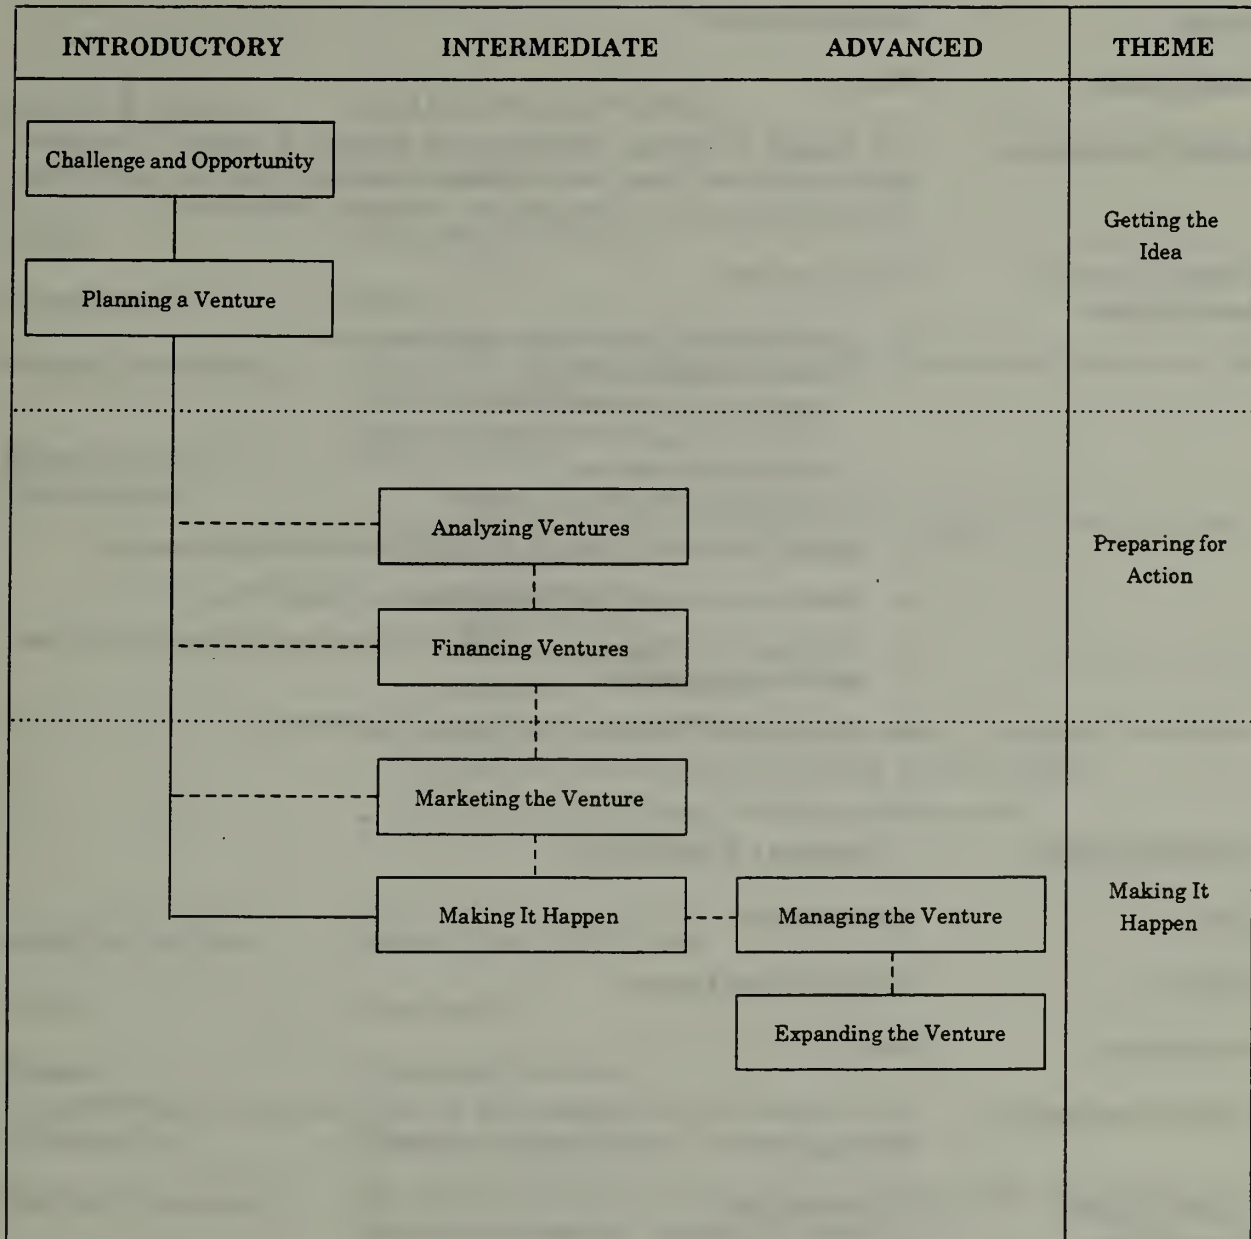 INTRODUCTORY INTERMEDIATE ADVANCED THEME
Challenge and Opportunity
Getting the
Idea
Planning a Venture
Analyzing Ventures
Preparing for
Action
Financing Ventures
Marketing the Venture
Making It Happen
Managing the Venture
Making It
Happen
Expanding the Venture